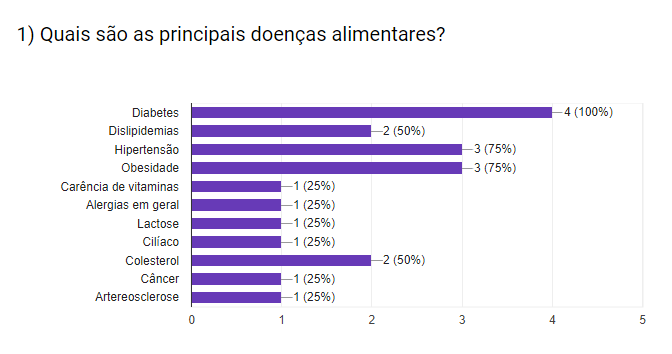 1) Quais são as principais doenças alimentares?
Diabetes 4 (100%)
Dislipidemias 2 (50%)
Hipertensão 3 (75%)
Obesidade 3 (75%)
Carência de vitaminas 1 (25%)
Alergias em geral 1 (25%)
Lactose 1 (25%)
Cilíaco 1 (25%)
Colesterol 2 (50%)
Câncer 1 (25%)
Artereosclerose 1 (25%)
0 1 2 3 4 5